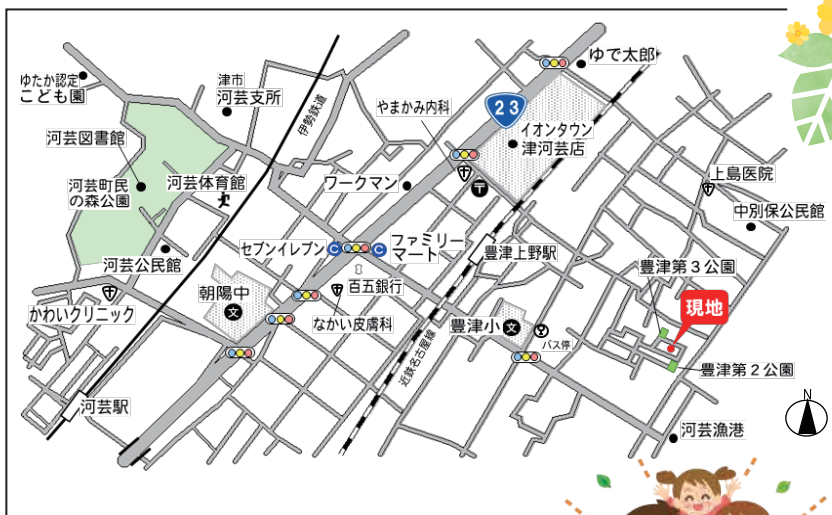 ゆたか認定
こども園
津市
河芸支所
伊勢鉄道
やまかみ内科
23
ゆで太郎
イオンタウン
津河芸店
河芸図書館
河芸町民
の森公園
河芸体育館
ワークマン
〒
上島医院
中別保公民館
河芸公民館
セブンイレブン
C
C
ファミリー
マート
豊津上野駅
豊津第3公園
現地
かわいクリニック
朝陽中
文
百五銀行
なかい皮膚科
近鉄名古屋線
豊津小
文
バス停
豊津第2公園
河芸駅
河芸漁港
N